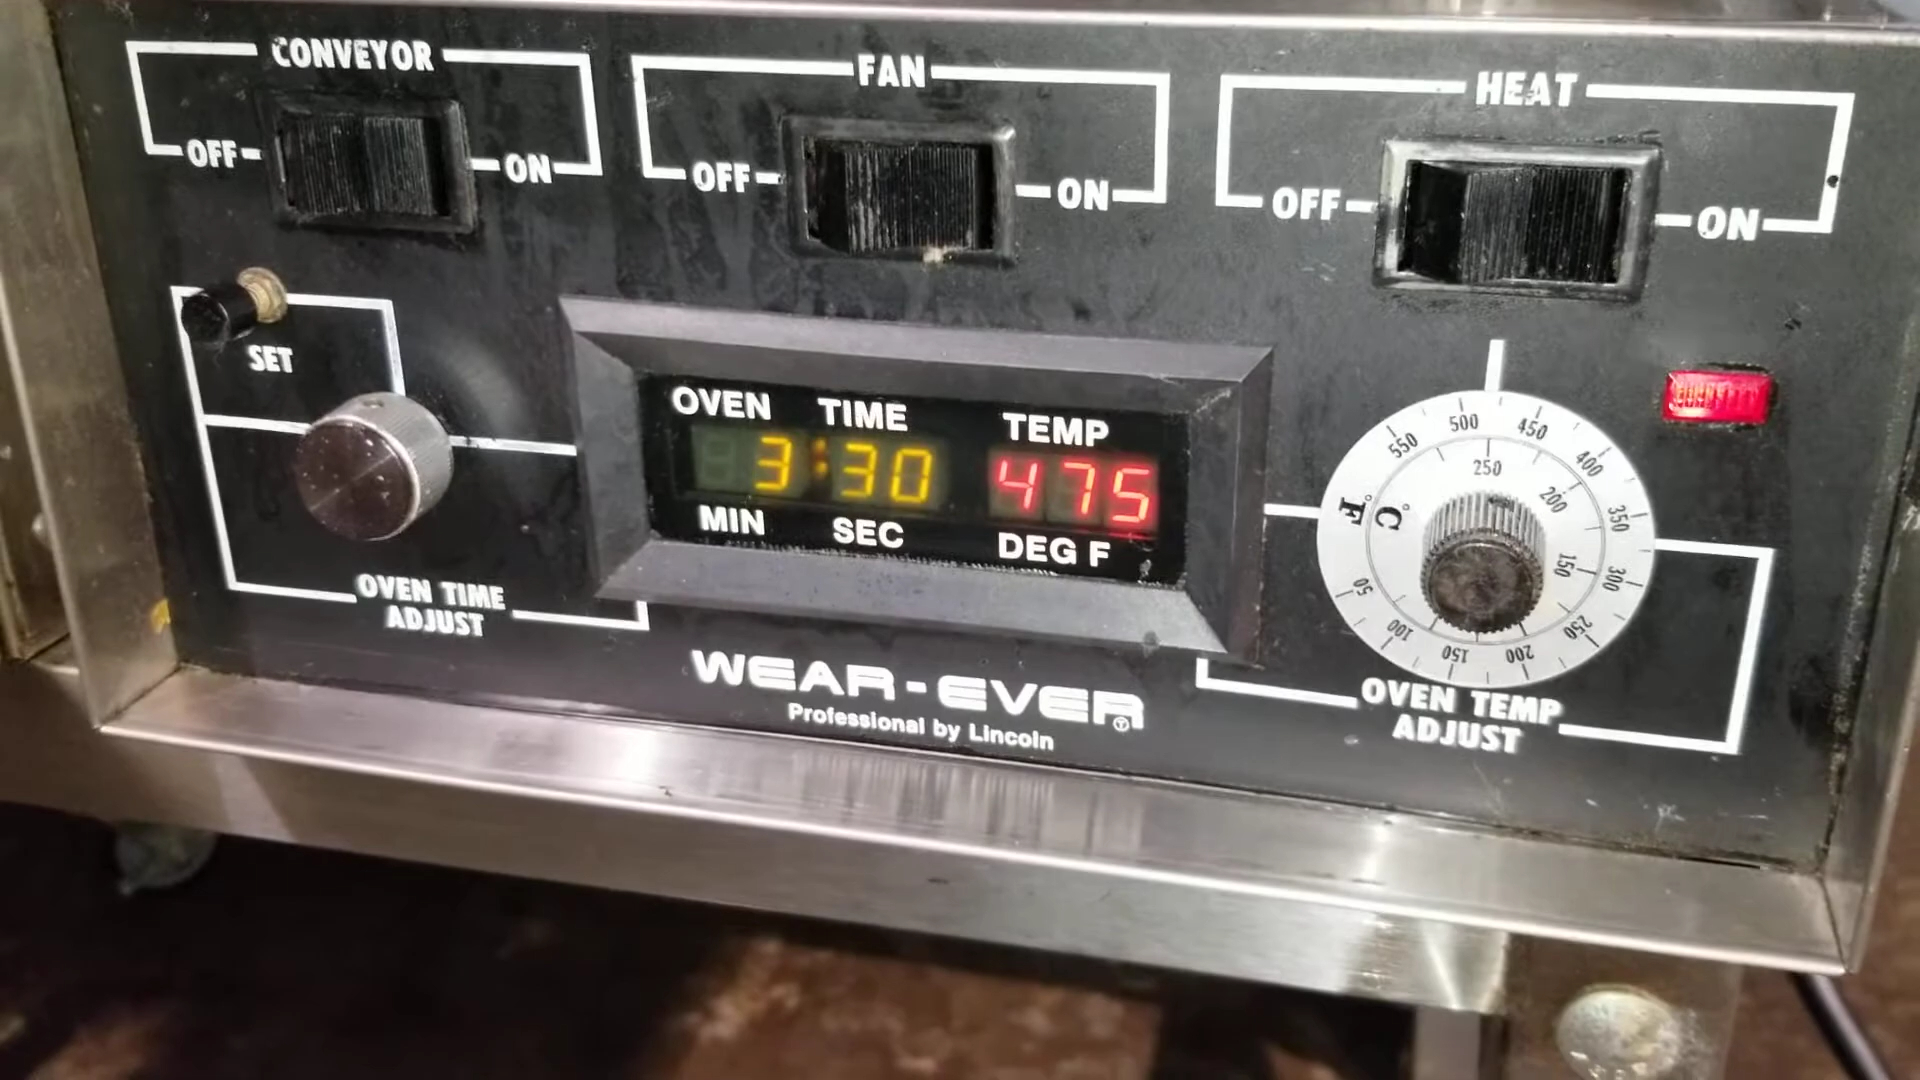 CONVEYOR
OFF ON
FAN
OFF ON
HEAT
OFF ON
SET
OVEN TIME TEMP
3:30 475
MIN SEC DEG F
OVEN TIME
ADJUST
WEAR-EVER
Professional by Lincoln
550 500 450 400 350 300 250 200 150 100 50
250 200 150
°F °C
OVEN TEMP
ADJUST